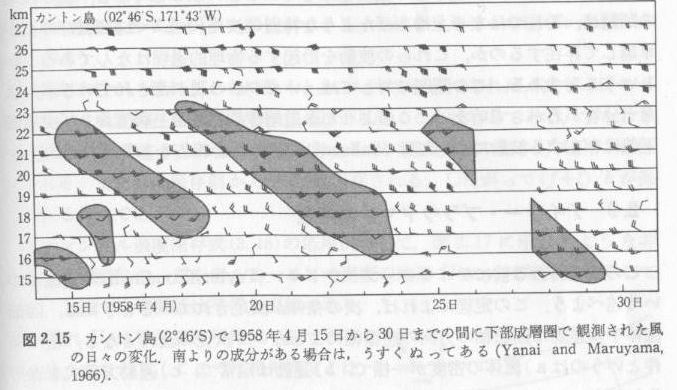 km
カントン島 (02°46′S, 171°43′W)
27
26
25
24
23
22
21
20
19
18
17
16
15
15日 (1958年4月)
20日
25日
30日
図2.15 カントン島(2°46′S)で1958年4月15日から30日までの間に下部成層圏で観測された風
の日々の変化. 南よりの成分がある場合は, うすくぬってある (Yanai and Maruyama,
1966).